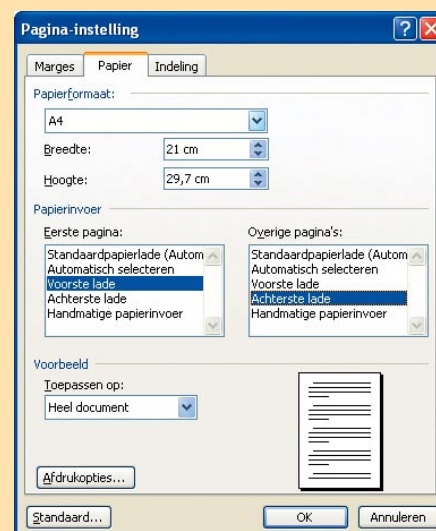 Pagina-instelling
Marges Papier Indeling
Papierformaat:
A4
Breedte: 21 cm
Hoogte: 29,7 cm
Papierinvoer
Eerste pagina: Overige pagina's:
Standaardpapierlade (Autom Standaardpapierlade (Autom
Automatisch selecteren Automatisch selecteren
Voorste lade Voorste lade
Achterste lade Achterste lade
Handmatige papierinvoer Handmatige papierinvoer
Voorbeeld
Toepassen op:
Heel document
Afdrukopties...
Standaard... OK Annuleren